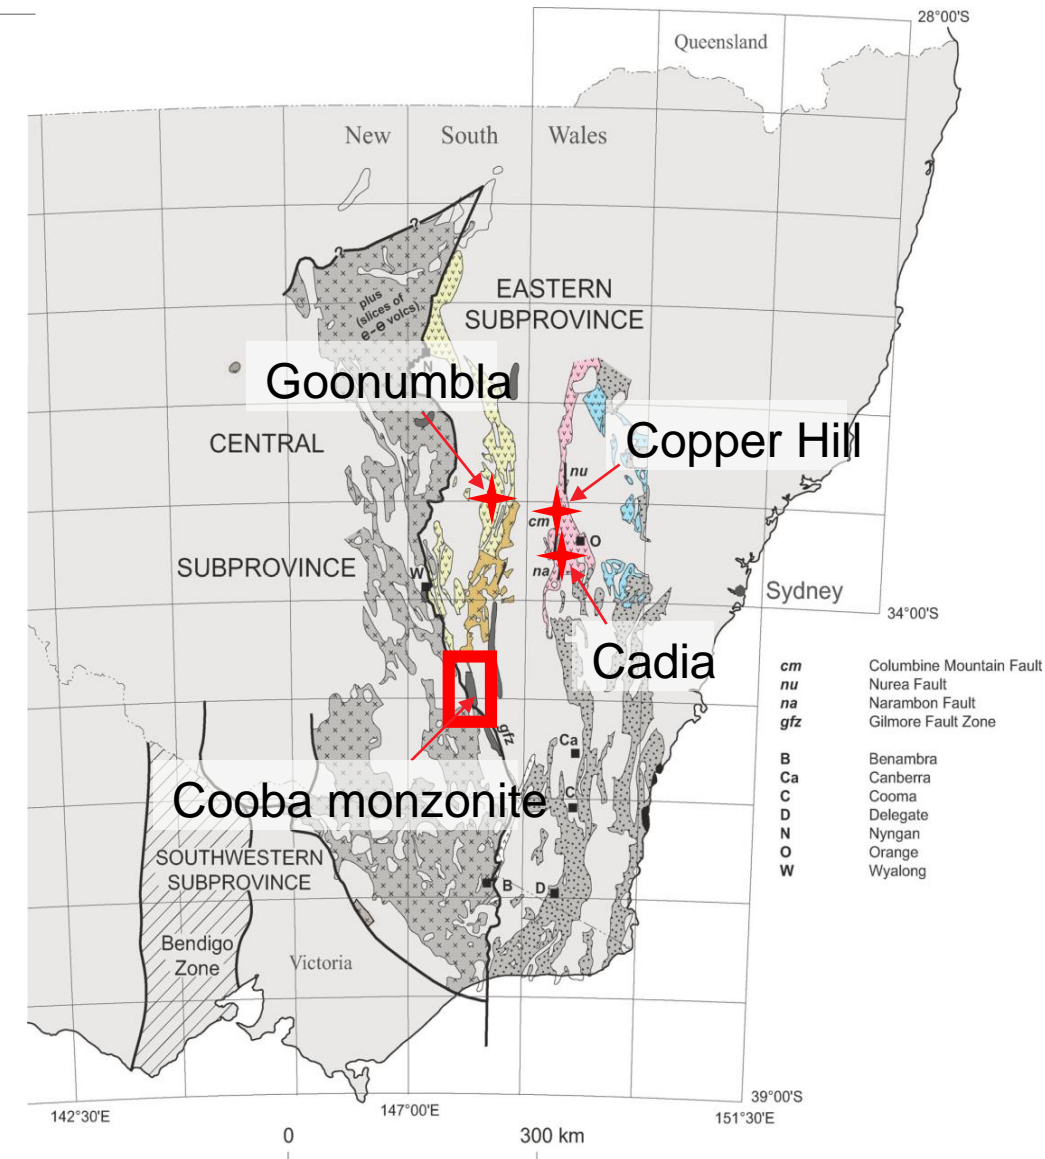 28°00'S
Queensland
New South Wales
?
?
EASTERN
SUBPROVINCE
plus
(slices of
e-e volcs)
N
Goonumbla
CENTRAL
Copper Hill
nu
cm
O
na
SUBPROVINCE
W
Sydney
34°00'S
Cadia
cm Columbine Mountain Fault
nu Nurea Fault
na Narambon Fault
gfz Gilmore Fault Zone
gfz
Ca
B Benambra
Ca Canberra
C Cooma
D Delegate
N Nyngan
O Orange
W Wyalong
C
Cooba monzonite
SOUTHWESTERN
SUBPROVINCE
B
D
Bendigo
Zone
Victoria
39°00'S
142°30'E
147°00'E
151°30'E
0
300 km